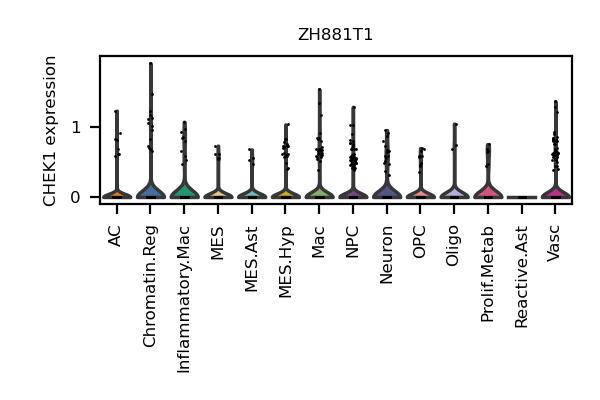 ZH881T1
CHEK1 expression
1
0
AC
Chromatin.Reg
Inflammatory.Mac
MES
MES.Ast
MES.Hyp
Mac
NPC
Neuron
OPC
Oligo
Prolif.Metab
Reactive.Ast
Vasc